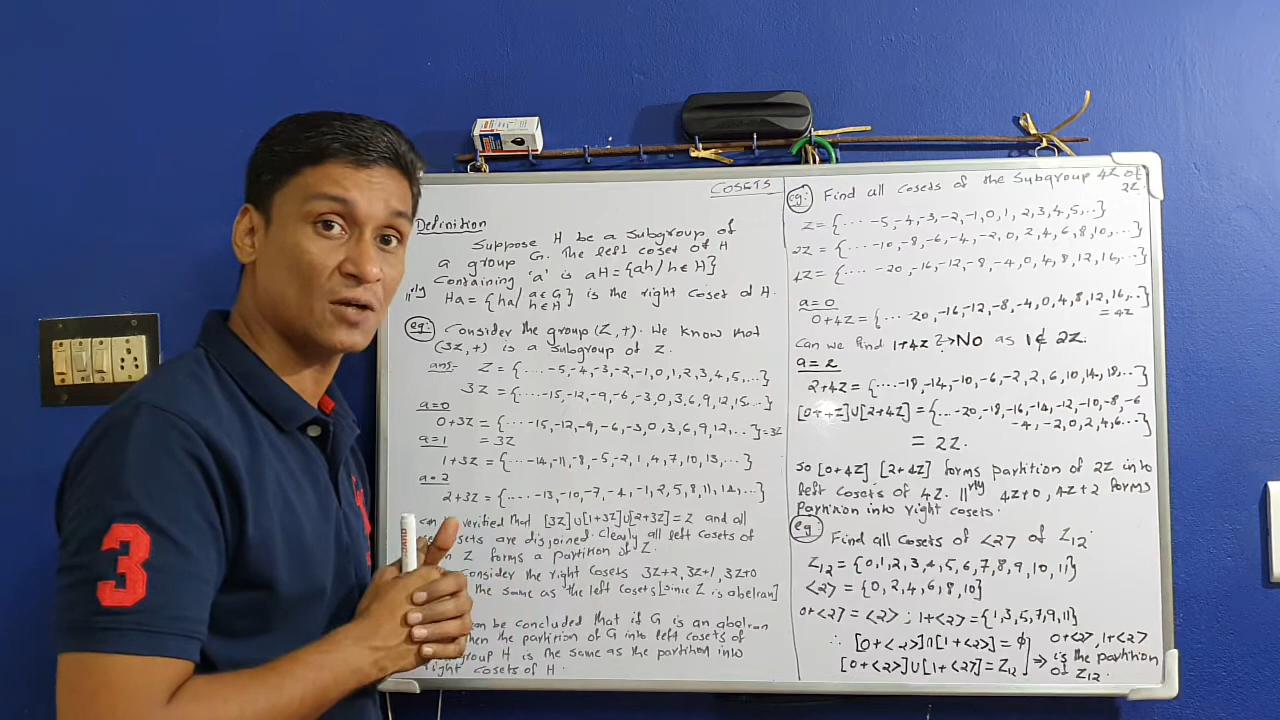 COSETS
Definition
Suppose H be a subgroup of
a group G. The left coset of H
Containing 'a' is aH = {ah/h∈H}
||rly Ha = {ha/a∈G h∈H} is the right coset of H.
eg: Consider the group (Z,+). We know that
(3Z,+) is a subgroup of Z.
ans:- Z = {.... -5,-4,-3,-2,-1,0,1,2,3,4,5,...}
3Z = {....-15,-12,-9,-6,-3,0,3,6,9,12,15...}
a=0
0+3Z = {....-15,-12,-9,-6,-3,0,3,6,9,12,...} =3Z
= 3Z
a=1
1+3Z = {...-14,-11,-8,-5,-2,1,4,7,10,13,...}
a=2
2+3Z = {.....-13,-10,-7,-4,-1,2,5,8,11,14,...}
verified that [3Z]∪[1+3Z]∪[2+3Z] = Z and all
sets are disjoined. Clearly all left cosets of
Z forms a partition of Z.
consider the right cosets 3Z+2, 3Z+1, 3Z+0
the same as the left cosets [since Z is abelian]
can be concluded that if G is an abelian
then the partition of G into left cosets of
group H is the same as the partition into
right cosets of H.
eg: Find all cosets of the subgroup 4Z of
2Z.
Z = {....-5,-4,-3,-2,-1,0,1,2,3,4,5,...}
2Z = {....-10,-8,-6,-4,-2,0,2,4,6,8,10,...}
4Z = {.... -20,-16,-12,-8,-4,0,4,8,12,16,...}
a=0
0+4Z = {... -20,-16,-12,-8,-4,0,4,8,12,16,..}
= 4Z
Can we find 1+4Z ?→No as 1∉2Z.
a=2
2+4Z = {....-18,-14,-10,-6,-2,2,6,10,14,18...}
[0+4Z]∪[2+4Z] = {...-20,-18,-16,-14,-12,-10,-8,-6
-4,-2,0,2,4,6...}
= 2Z.
So [0+4Z] [2+4Z] forms partition of 2Z into
left cosets of 4Z. ||rly 4Z+0, 4Z+2 forms
Partition into right cosets.
eg: Find all cosets of <2> of Z12.
Z12 = {0,1,2,3,4,5,6,7,8,9,10,11}
<2> = {0,2,4,6,8,10}
0+<2> = <2> ; 1+<2> = {1,3,5,7,9,11}
∴ [0+<2>]∩[1+<2>] = ϕ
[0+<2>]∪[1+<2>] = Z12
⇒ 0+<2>, 1+<2>
is the partition
of Z12.
3